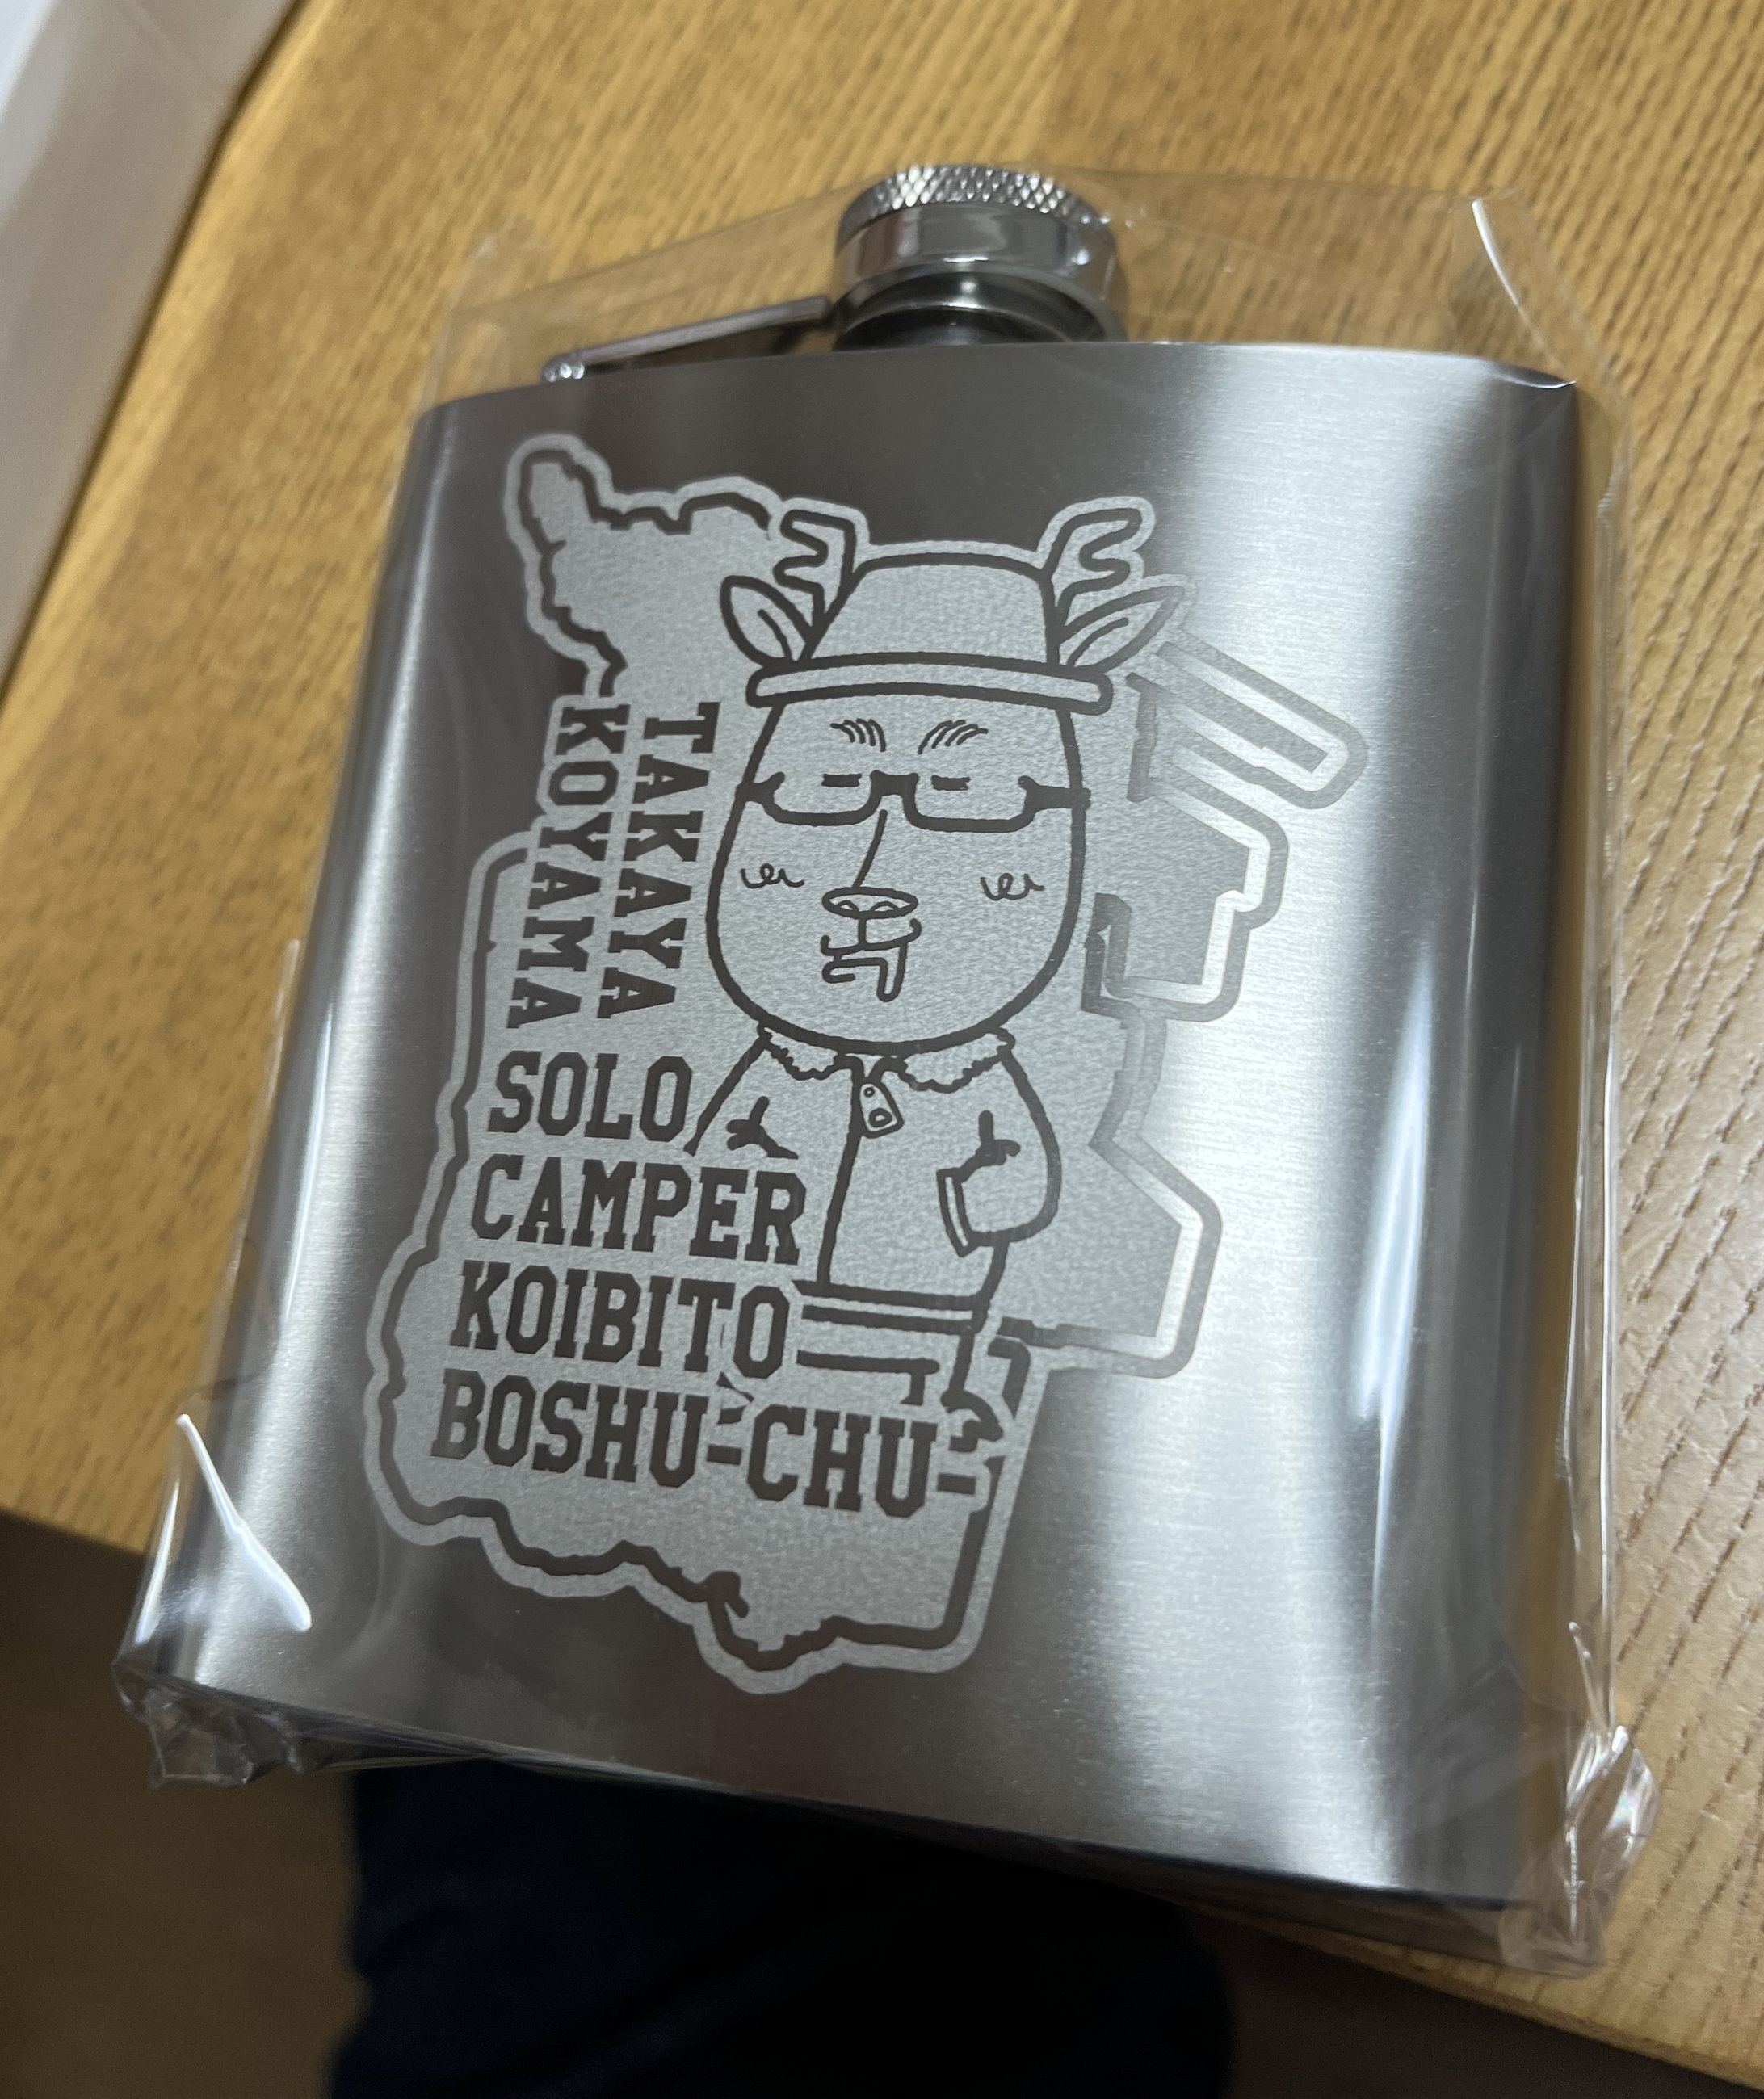 TAKAYA
KOYAMA
SOLO
CAMPER
KOIBITO
BOSHU-CHU-